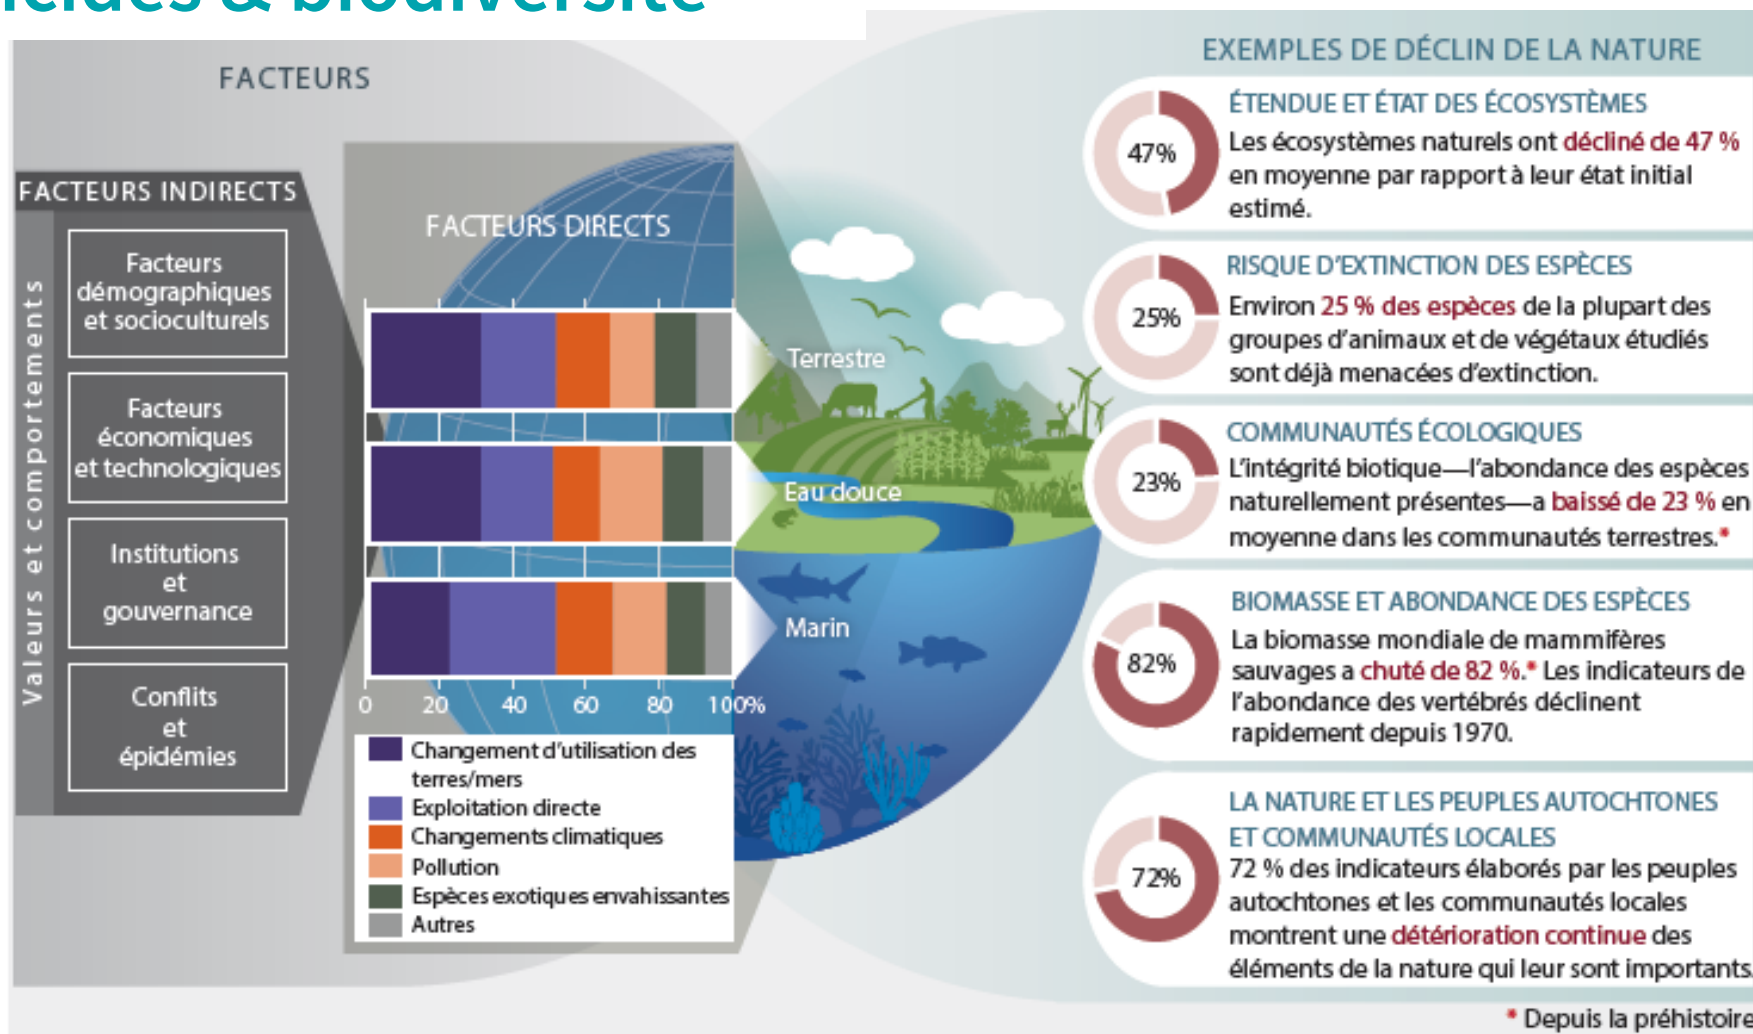 & biodiversité
FACTEURS
FACTEURS INDIRECTS
Valeurs et comportements
Facteurs
démographiques
et socioculturels
Facteurs
économiques
et technologiques
Institutions
et
gouvernance
Conflits
et
épidémies
FACTEURS DIRECTS
Terrestre
Eau douce
Marin
0 20 40 60 80 100%
Changement d'utilisation des
terres/mers
Exploitation directe
Changements climatiques
Pollution
Espèces exotiques envahissantes
Autres
EXEMPLES DE DÉCLIN DE LA NATURE
47%
ÉTENDUE ET ÉTAT DES ÉCOSYSTÈMES
Les écosystèmes naturels ont décliné de 47 %
en moyenne par rapport à leur état initial
estimé.
25%
RISQUE D'EXTINCTION DES ESPÈCES
Environ 25 % des espèces de la plupart des
groupes d'animaux et de végétaux étudiés
sont déjà menacées d'extinction.
23%
COMMUNAUTÉS ÉCOLOGIQUES
L'intégrité biotique—l'abondance des espèces
naturellement présentes—a baissé de 23 % en
moyenne dans les communautés terrestres.*
82%
BIOMASSE ET ABONDANCE DES ESPÈCES
La biomasse mondiale de mammifères
sauvages a chuté de 82 %.* Les indicateurs de
l'abondance des vertébrés déclinent
rapidement depuis 1970.
72%
LA NATURE ET LES PEUPLES AUTOCHTONES
ET COMMUNAUTÉS LOCALES
72 % des indicateurs élaborés par les peuples
autochtones et les communautés locales
montrent une détérioration continue des
éléments de la nature qui leur sont importants.
* Depuis la préhistoire